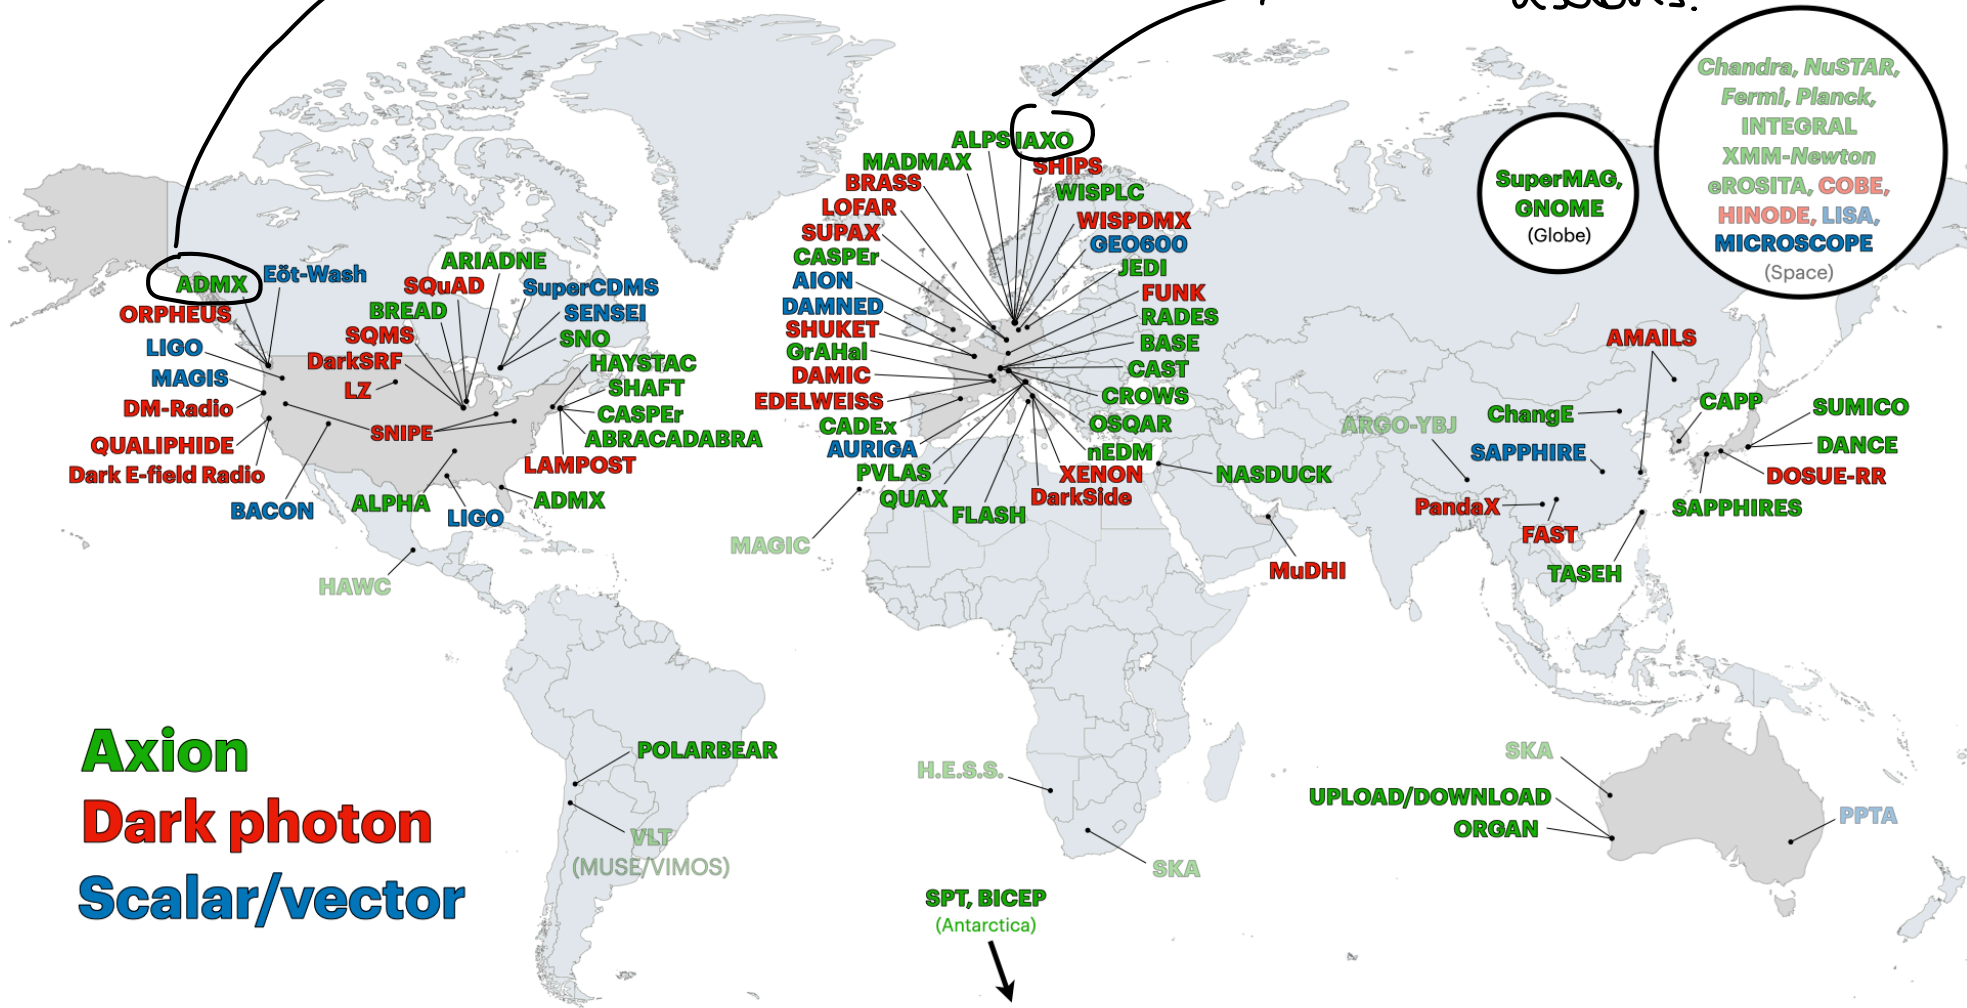 ussons.
Chandra, NuSTAR,
Fermi, Planck,
INTEGRAL
XMM-Newton
eROSITA, COBE,
HINODE, LISA,
MICROSCOPE
(Space)
SuperMAG,
GNOME
(Globe)
ALPS IAXO
MADMAX
SHIPS
BRASS
WISPLC
LOFAR
WISPDMX
SUPAX
GEO600
CASPEr
JEDI
AION
FUNK
DAMNED
RADES
SHUKET
BASE
GrAHal
CAST
DAMIC
CROWS
EDELWEISS
OSQAR
CADEx
nEDM
AURIGA
XENON
PVLAS
DarkSide
QUAX
FLASH
NASDUCK
MAGIC
MuDHI
ADMX
Eöt-Wash
ARIADNE
ORPHEUS
SQuAD
SuperCDMS
BREAD
SENSEI
LIGO
SQMS
SNO
MAGIS
DarkSRF
HAYSTAC
LZ
SHAFT
DM-Radio
CASPEr
QUALIPHIDE
SNIPE
ABRACADABRA
Dark E-field Radio
LAMPOST
BACON
ALPHA
LIGO
ADMX
HAWC
AMAILS
CAPP
SUMICO
ChangE
ARGO-YBJ
DANCE
SAPPHIRE
DOSUE-RR
PandaX
SAPPHIRES
FAST
TASEH
POLARBEAR
VLT
(MUSE/VIMOS)
H.E.S.S.
SKA
SKA
UPLOAD/DOWNLOAD
ORGAN
PPTA
SPT, BICEP
(Antarctica)
Axion
Dark photon
Scalar/vector